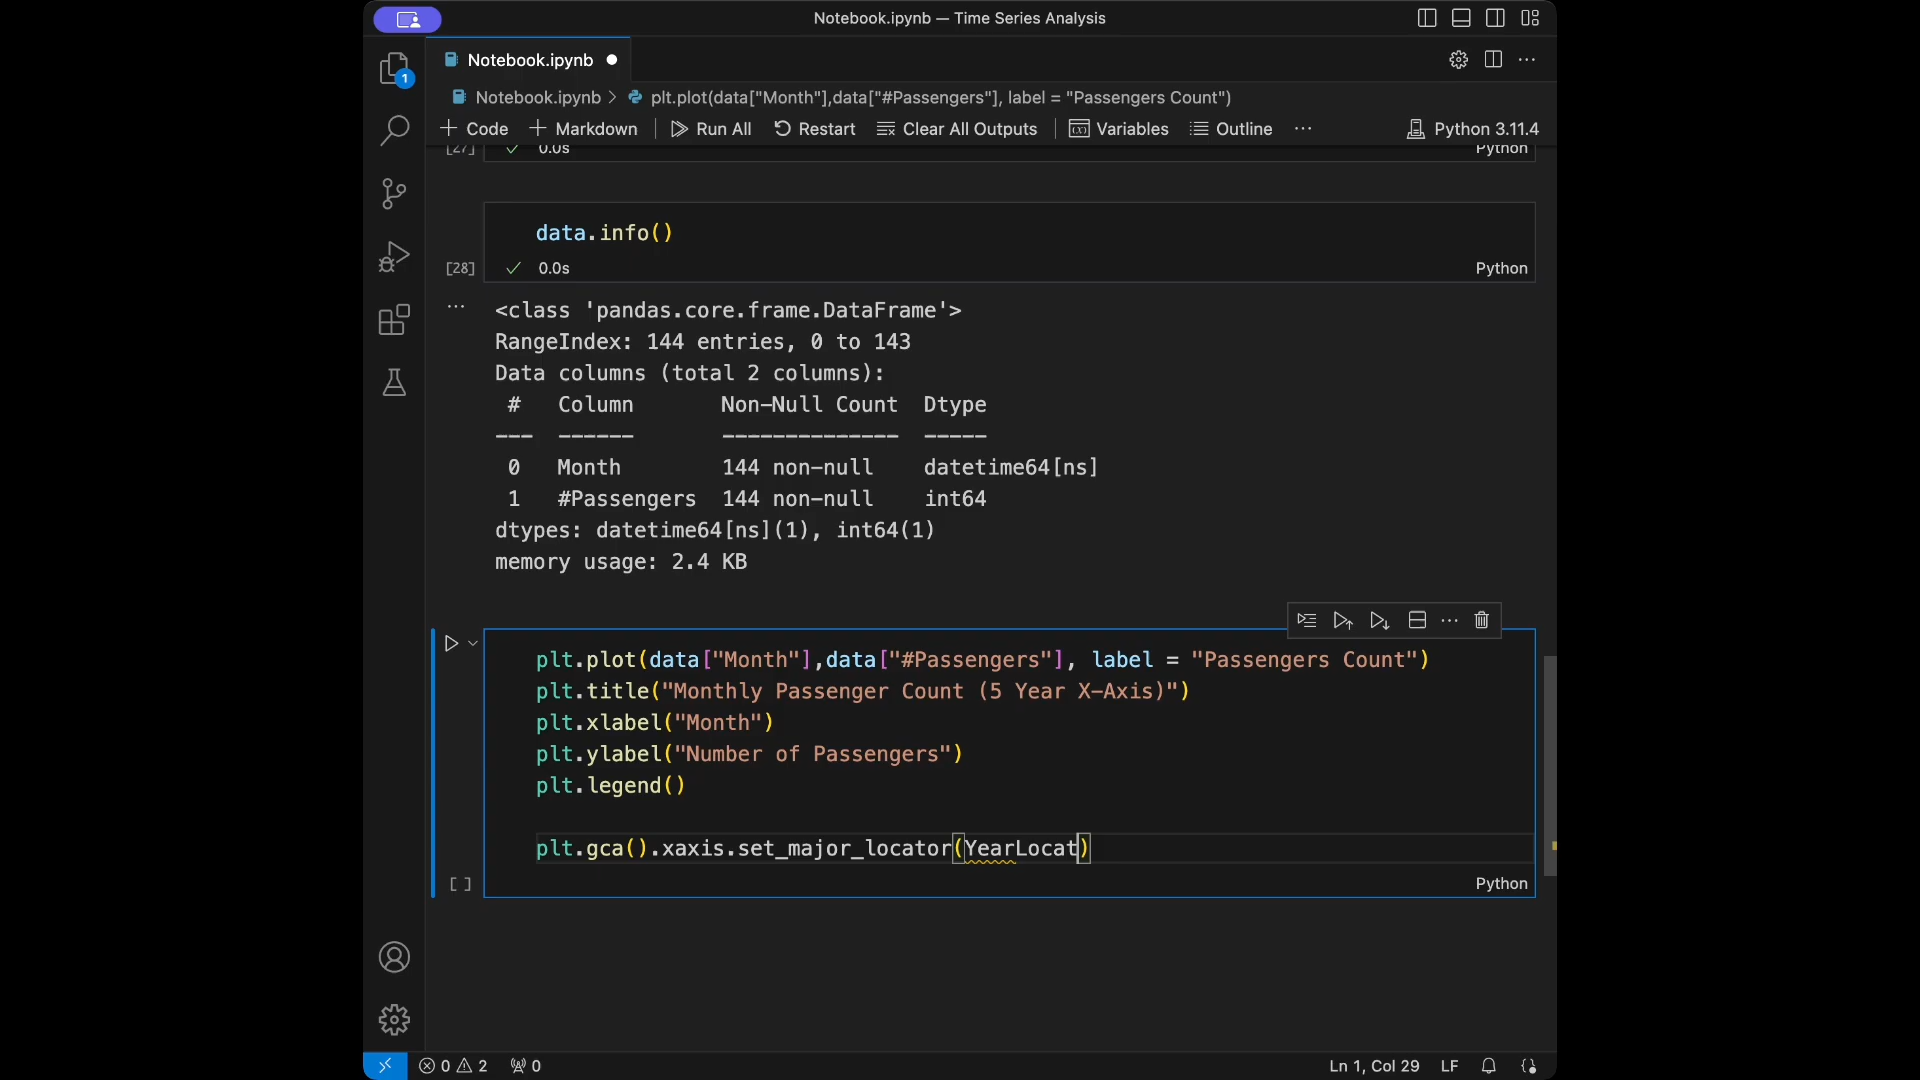 Notebook.ipynb — Time Series Analysis
1
Notebook.ipynb
Notebook.ipynb > plt.plot(data["Month"],data["#Passengers"], label = "Passengers Count")
Code Markdown Run All Restart Clear All Outputs Variables Outline ... Python 3.11.4
[27] 0.0s Python
data.info()
[28] 0.0s Python
... <class 'pandas.core.frame.DataFrame'>
RangeIndex: 144 entries, 0 to 143
Data columns (total 2 columns):
# Column Non-Null Count Dtype
--- ------ -------------- -----
0 Month 144 non-null datetime64[ns]
1 #Passengers 144 non-null int64
dtypes: datetime64[ns](1), int64(1)
memory usage: 2.4 KB
plt.plot(data["Month"],data["#Passengers"], label = "Passengers Count")
plt.title("Monthly Passenger Count (5 Year X-Axis)")
plt.xlabel("Month")
plt.ylabel("Number of Passengers")
plt.legend()
plt.gca().xaxis.set_major_locator(YearLocat)
[ ] Python
0 2 0 Ln 1, Col 29 LF